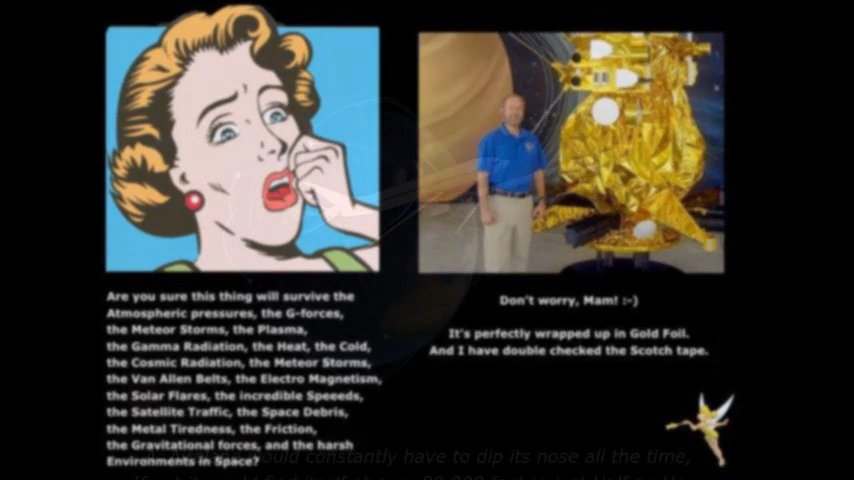 Are you sure this thing will survive the
Atmospheric pressures, the G-forces,
the Meteor Storms, the Plasma,
the Gamma Radiation, the Heat, the Cold,
the Cosmic Radiation, the Meteor Storms,
the Van Allen Belts, the Electro Magnetism,
the Solar Flares, the incredible Speeeds,
the Satellite Traffic, the Space Debris,
the Metal Tiredness, the Friction,
the Gravitational forces, and the harsh
Environments in Space?
Don't worry, Mam! :-)
It's perfectly wrapped up in Gold Foil.
And I have double checked the Scotch tape.
would constantly have to dip its nose all the time,